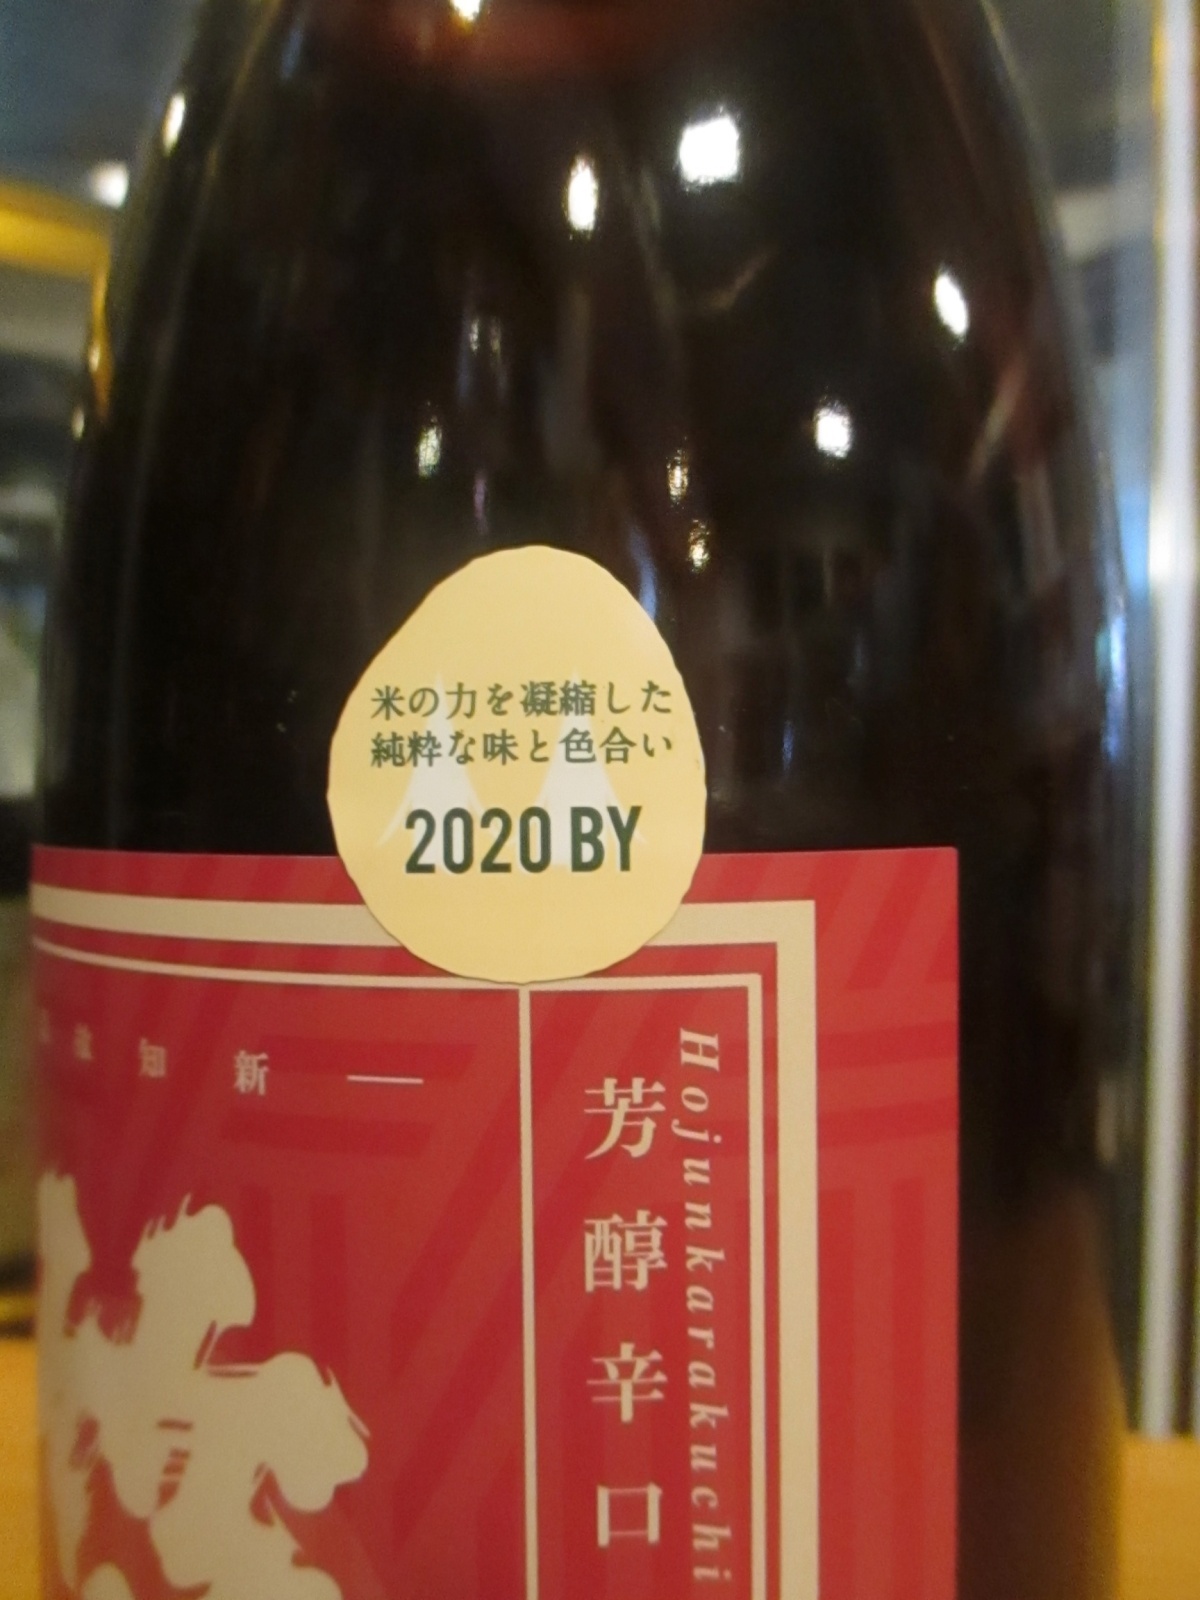 米の力を凝縮した
純粋な味と色合い
2020 BY
知新 —
芳醇辛口
Hojunkarakuchi